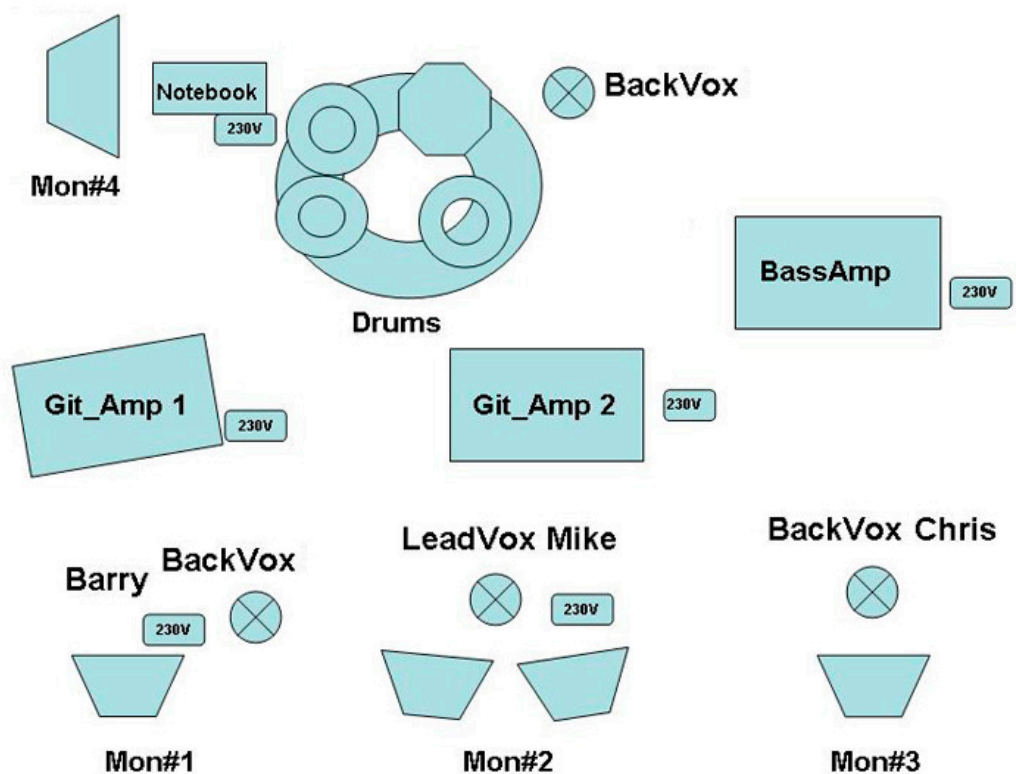 BackVox
Notebook
230V
Mon#4
BassAmp
230V
Drums
Git_Amp 1
230V
Git_Amp 2
230V
LeadVox Mike
BackVox Chris
Barry
BackVox
230V
230V
Mon#1
Mon#2
Mon#3